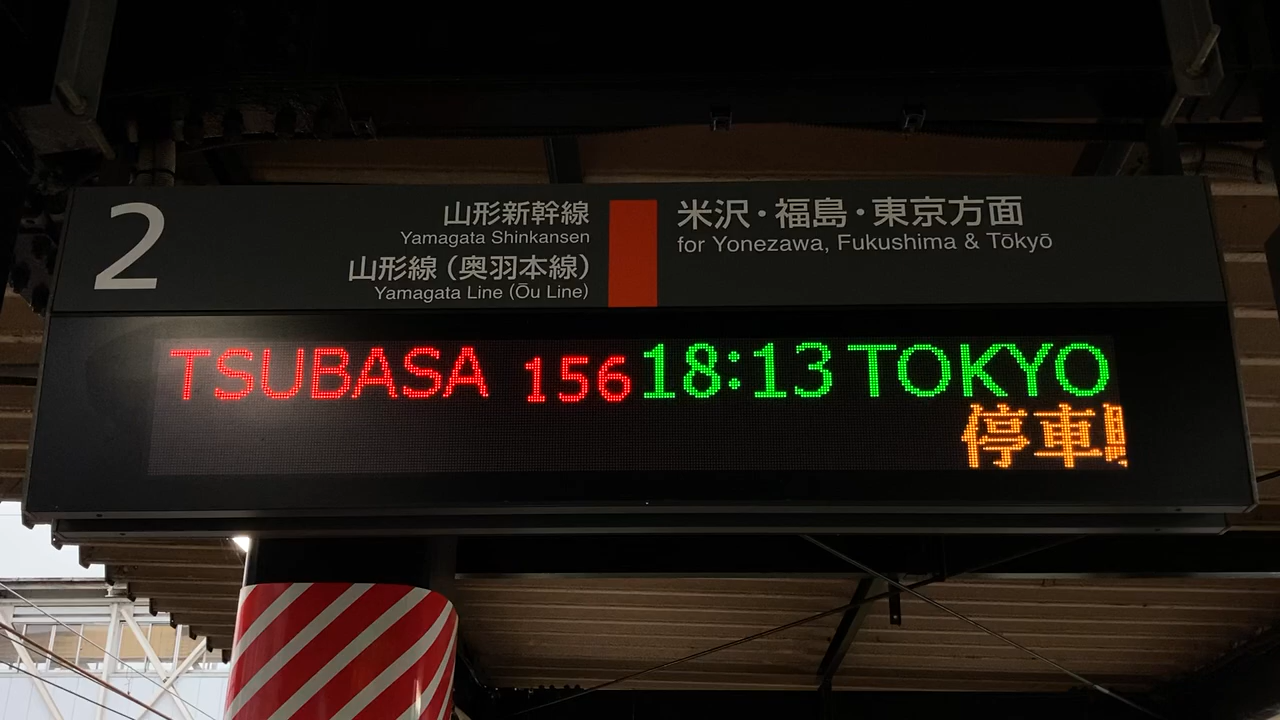 2
山形新幹線
Yamagata Shinkansen
山形線（奥羽本線）
Yamagata Line (Ōu Line)
米沢・福島・東京方面
for Yonezawa, Fukushima & Tōkyō
TSUBASA 156 18:13 TOKYO
停車